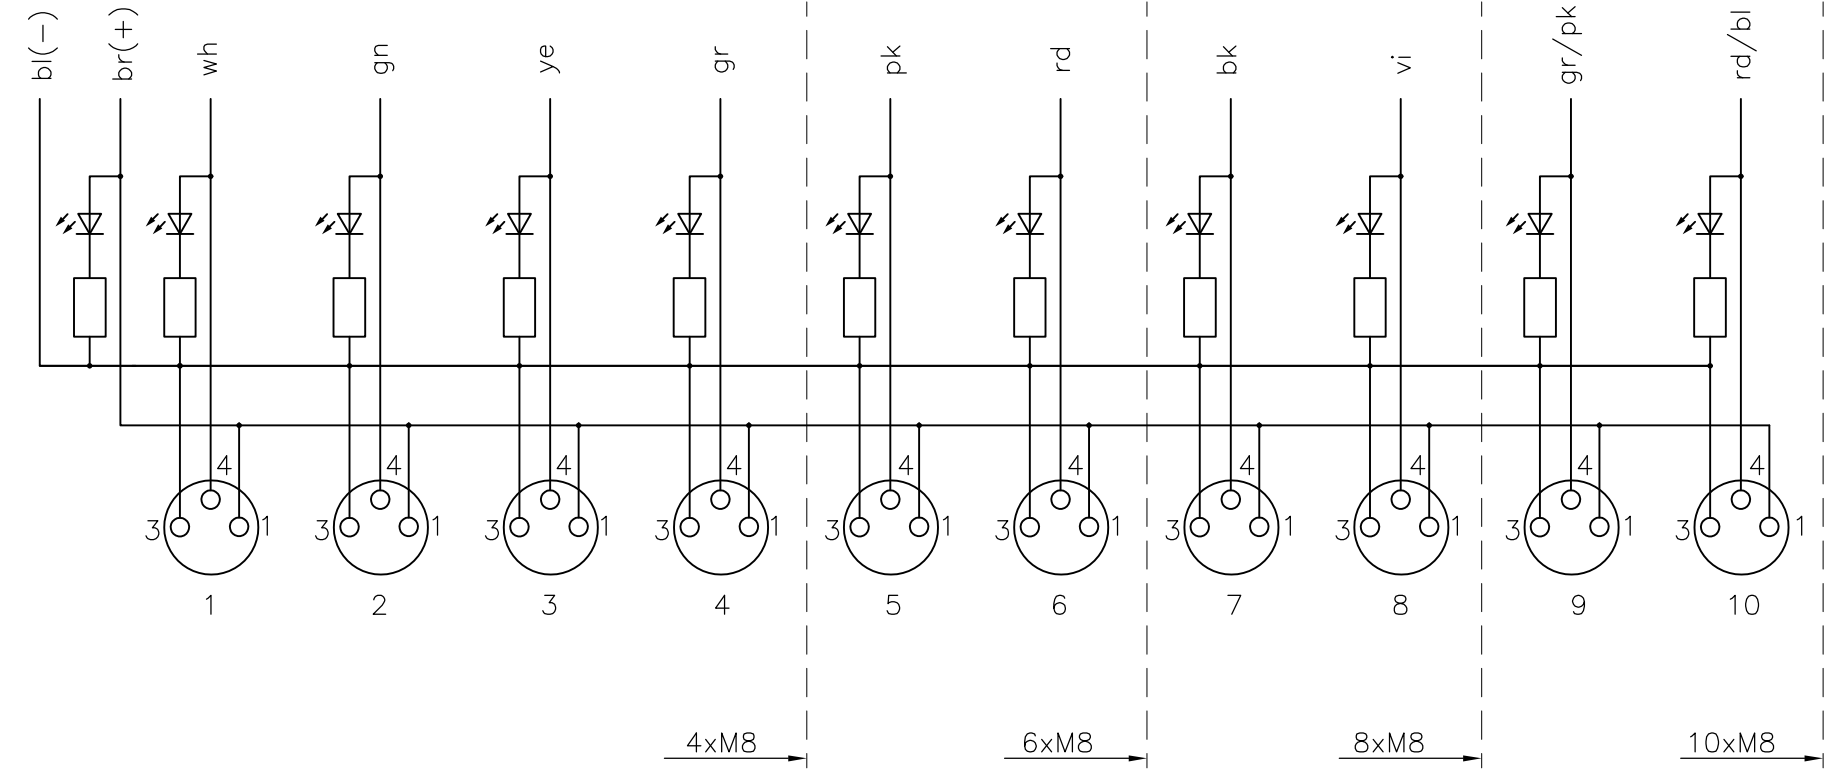 bl(-) br(+) wh gn ye gr pk rd bk vi gr/pk rd/bl
4 4 4 4 4 4 4 4 4 4
3 1 3 1 3 1 3 1 3 1 3 1 3 1 3 1 3 1 3 1
1 2 3 4 5 6 7 8 9 10
4xM8 6xM8 8xM8 10xM8